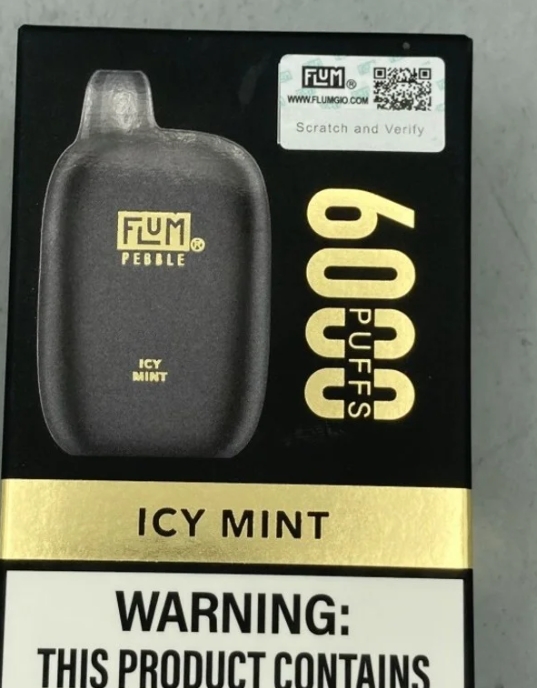 FLUM®
WWW.FLUMGIO.COM
Scratch and Verify
FLUM®
PEBBLE
6000
PUFFS
ICY
MINT
ICY MINT
WARNING:
THIS PRODUCT CONTAINS